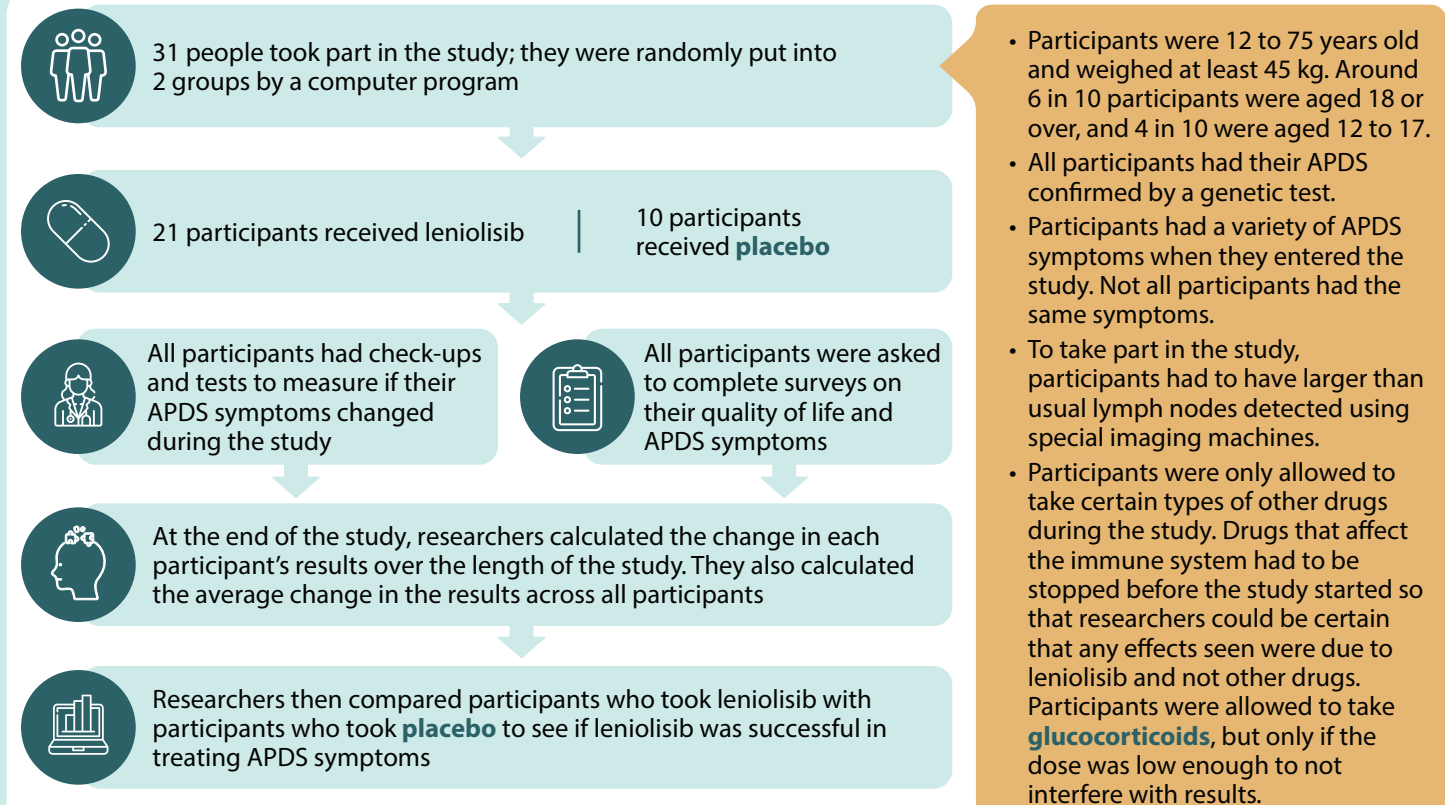 31 people took part in the study; they were randomly put into
2 groups by a computer program
21 participants received leniolisib
10 participants
received placebo
All participants had check-ups
and tests to measure if their
APDS symptoms changed
during the study
All participants were asked
to complete surveys on
their quality of life and
APDS symptoms
At the end of the study, researchers calculated the change in each
participant’s results over the length of the study. They also calculated
the average change in the results across all participants
Researchers then compared participants who took leniolisib with
participants who took placebo to see if leniolisib was successful in
treating APDS symptoms
• Participants were 12 to 75 years old
and weighed at least 45 kg. Around
6 in 10 participants were aged 18 or
over, and 4 in 10 were aged 12 to 17.
• All participants had their APDS
confirmed by a genetic test.
• Participants had a variety of APDS
symptoms when they entered the
study. Not all participants had the
same symptoms.
• To take part in the study,
participants had to have larger than
usual lymph nodes detected using
special imaging machines.
• Participants were only allowed to
take certain types of other drugs
during the study. Drugs that affect
the immune system had to be
stopped before the study started so
that researchers could be certain
that any effects seen were due to
leniolisib and not other drugs.
Participants were allowed to take
glucocorticoids, but only if the
dose was low enough to not
interfere with results.